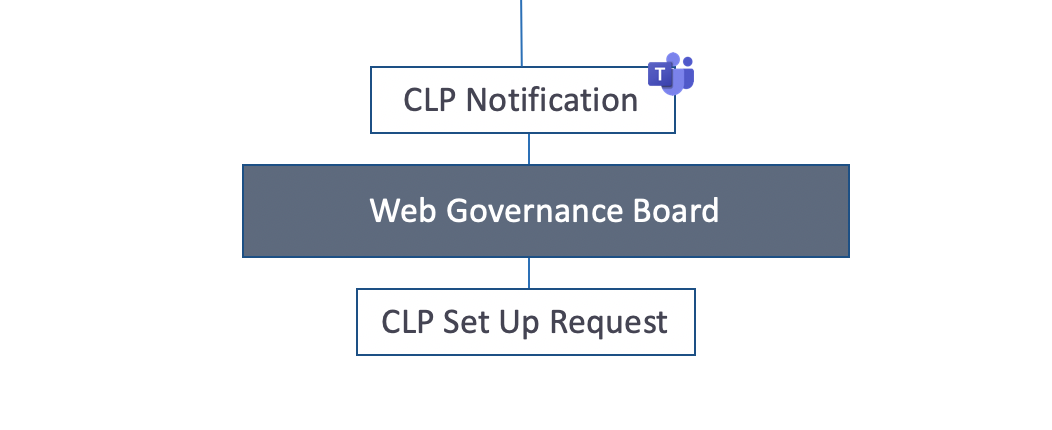 CLP Notification
T
Web Governance Board
CLP Set Up Request